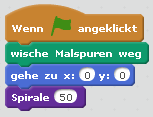 Wenn angeklickt
wische Malspuren weg
gehe zu x: 0 y: 0
Spirale 50